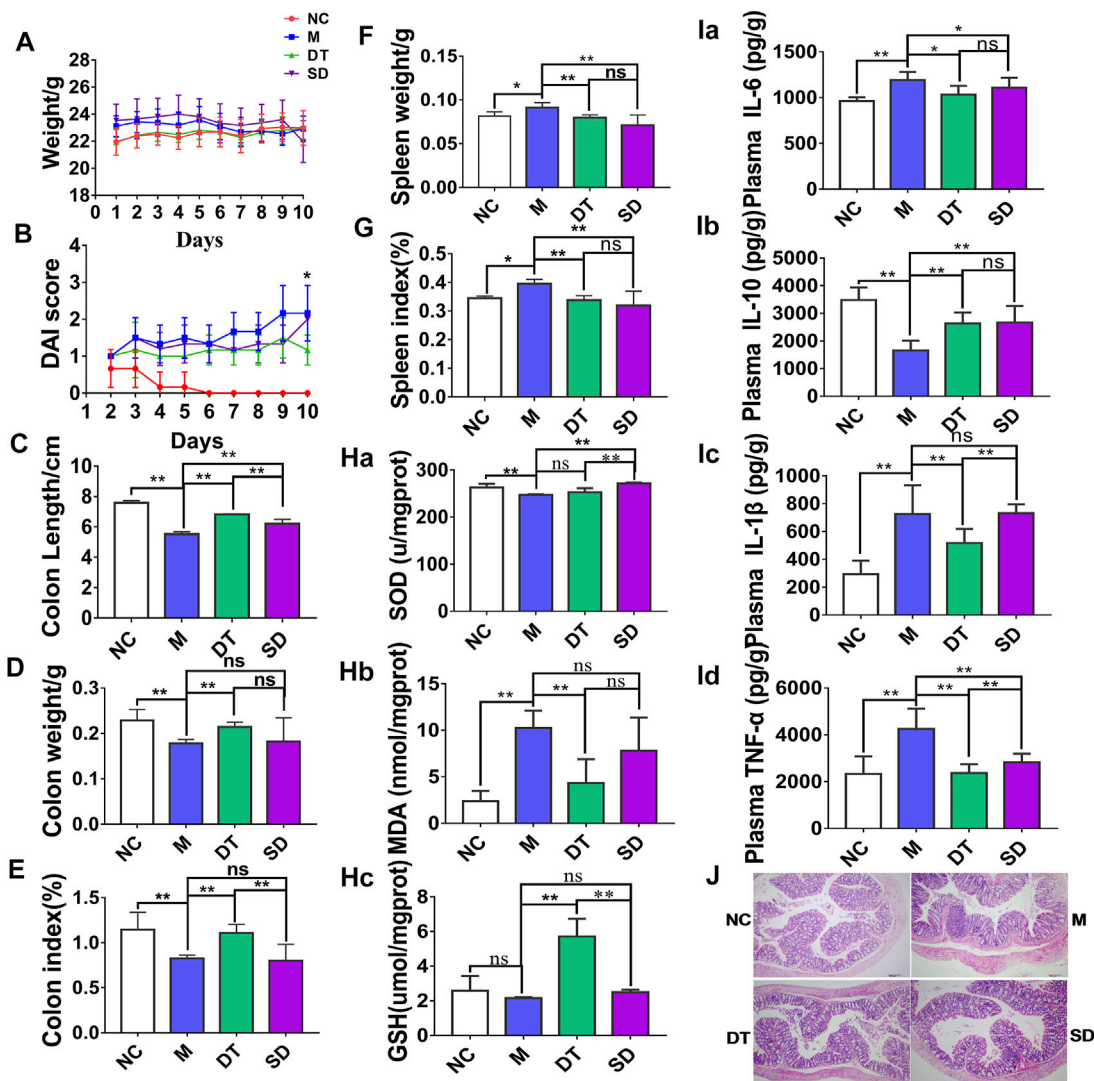 A
Weight/g
28
26
24
22
20
18
0 1 2 3 4 5 6 7 8 9 10
Days
NC
M
DT
SD
B
DAI score
4
3
2
1
0
1 2 3 4 5 6 7 8 9 10
Days
*
C
Colon Length/cm
10
8
6
4
2
0
** ** ** **
NC M DT SD
D
Colon weight/g
0.3
0.2
0.1
0.0
** ** ns ns
NC M DT SD
E
Colon index(%)
1.5
1.0
0.5
0.0
** ** ** ns
NC M DT SD
F
Spleen weight/g
0.15
0.10
0.05
0.00
* ** ns **
NC M DT SD
G
Spleen index(%)
0.5
0.4
0.3
0.2
0.1
0.0
* ** ns **
NC M DT SD
Ha
SOD (u/mgprot)
300
200
100
0
** ns ** **
NC M DT SD
Hb
MDA (nmol/mgprot)
15
10
5
0
** ** ns ns
NC M DT SD
Hc
GSH(umol/mgprot)
8
6
4
2
0
ns ** ** ns
NC M DT SD
Ia
Plasma IL-6 (pg/g)
1500
1000
500
0
** * ns *
NC M DT SD
Ib
Plasma IL-10 (pg/g)
5000
4000
3000
2000
1000
0
** ** ns **
NC M DT SD
Ic
Plasma IL-1β (pg/g)
1000
800
600
400
200
0
** ** ** ns
NC M DT SD
Id
Plasma TNF-α (pg/g)
6000
4000
2000
0
** ** ** **
NC M DT SD
J
NC
M
DT
SD